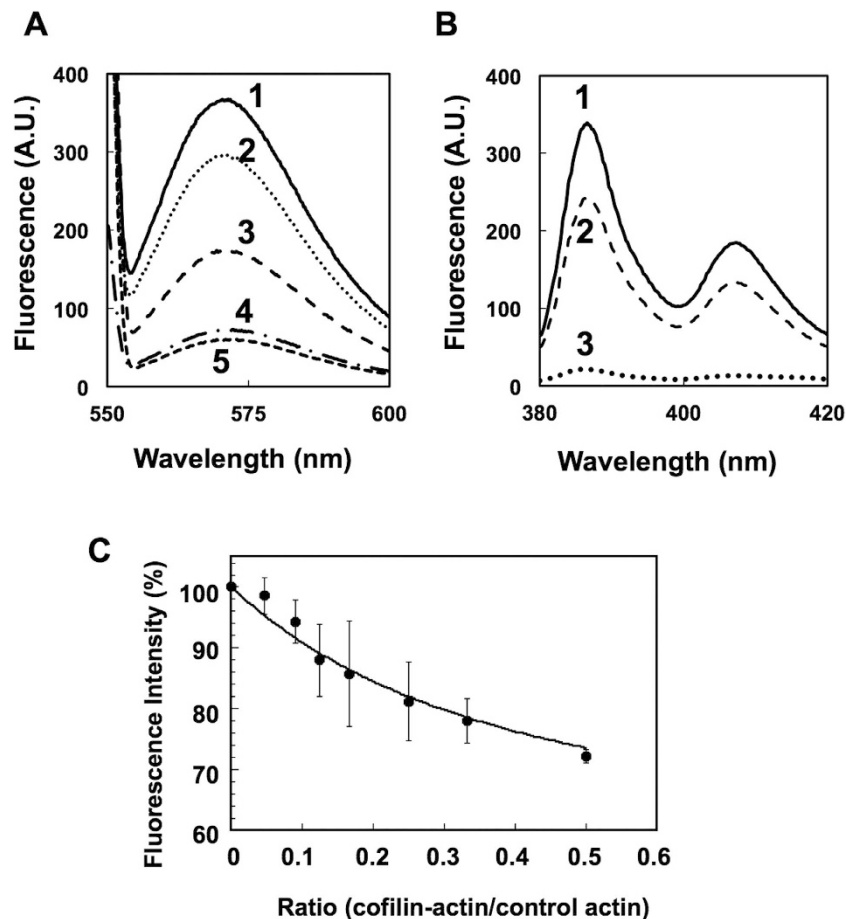 A
400
300
200
100
0
Fluorescence (A.U.)
1
2
3
4
5
550 575 600
Wavelength (nm)
B
400
300
200
100
0
Fluorescence (A.U.)
1
2
3
380 400 420
Wavelength (nm)
C
100
90
80
70
60
Fluorescence Intensity (%)
0 0.1 0.2 0.3 0.4 0.5 0.6
Ratio (cofilin-actin/control actin)